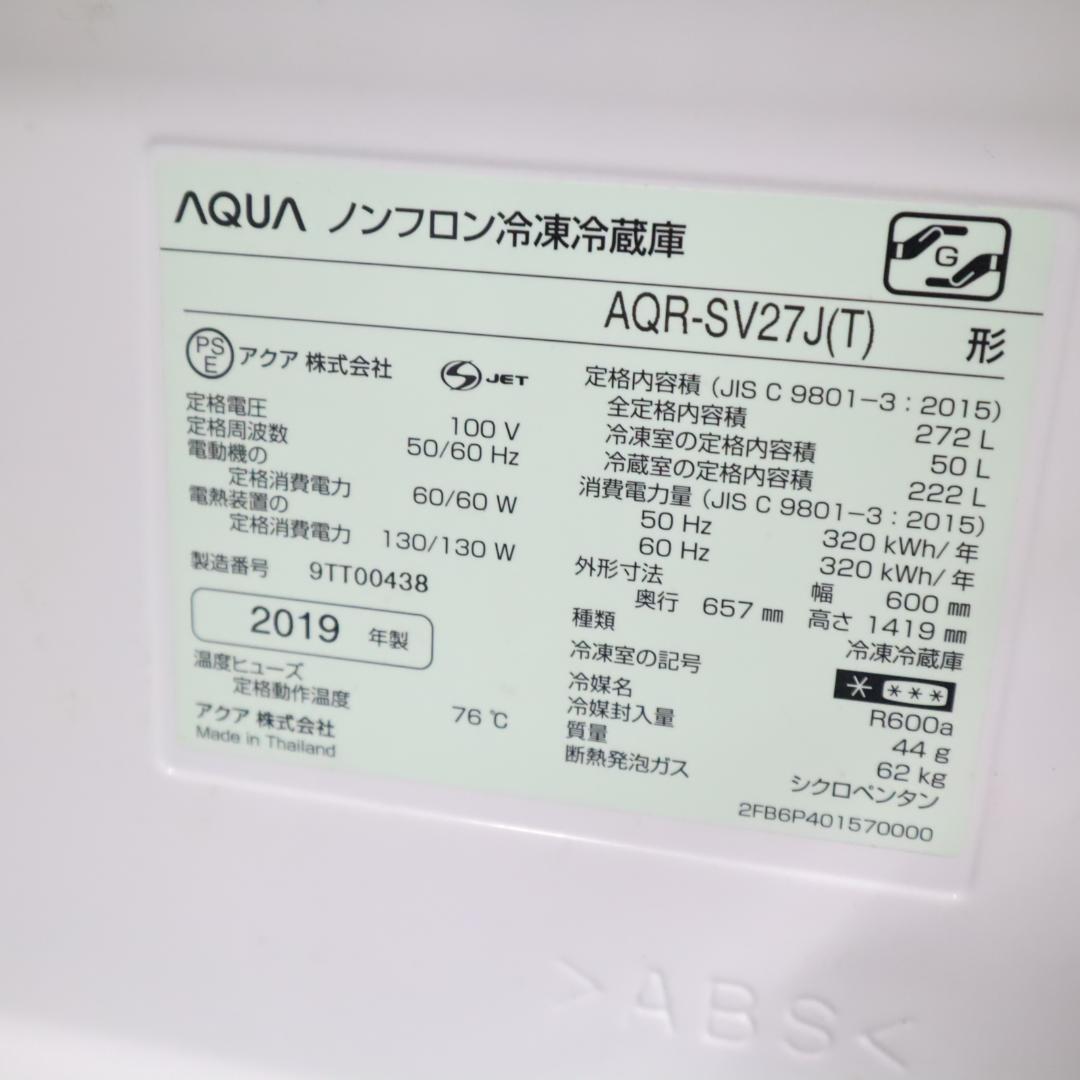 AQUA ノンフロン冷凍冷蔵庫
G
AQR-SV27J(T) 形
PS
E
アクア 株式会社
S JET
定格電圧 100 V
定格周波数 50/60 Hz
電動機の
定格消費電力 60/60 W
電熱装置の
定格消費電力 130/130 W
製造番号 9TT00438
2019 年製
温度ヒューズ
定格動作温度 76 ℃
アクア 株式会社
Made in Thailand
定格内容積 (JIS C 9801-3 : 2015)
全定格内容積 272 L
冷凍室の定格内容積 50 L
冷蔵室の定格内容積 222 L
消費電力量 (JIS C 9801-3 : 2015)
50 Hz 320 kWh/年
60 Hz 320 kWh/年
外形寸法 幅 600 ㎜
奥行 657 ㎜ 高さ 1419 ㎜
種類 冷凍冷蔵庫
冷凍室の記号 * ***
冷媒名 R600a
冷媒封入量 44 g
質量 62 kg
断熱発泡ガス シクロペンタン
2FB6P401570000
>ABS<